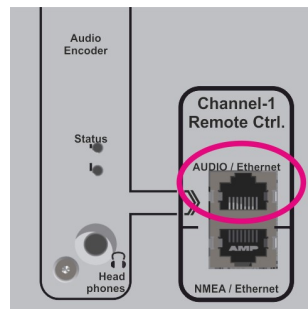 Audio
Encoder
Status
Head
phones
Channel-1
Remote Ctrl.
AUDIO / Ethernet
AMP
NMEA / Ethernet